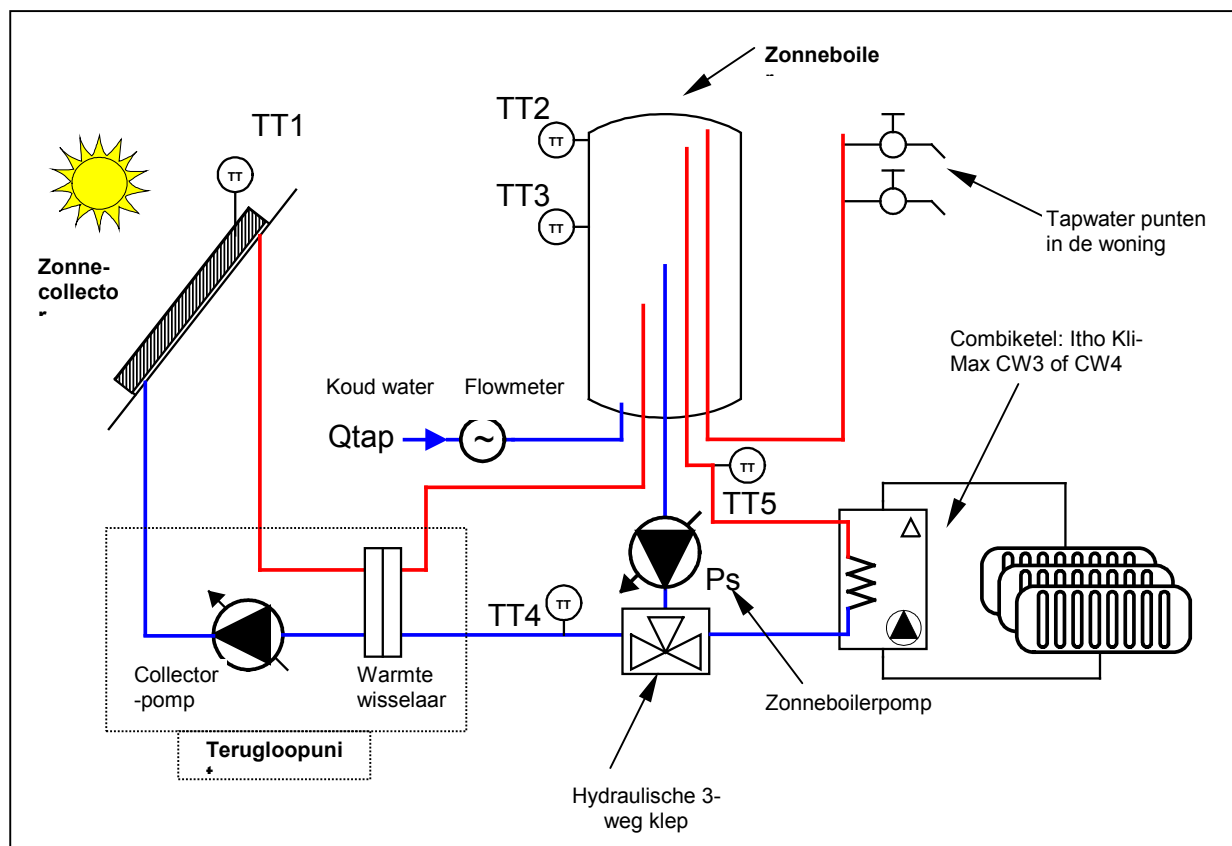 Zonneboile
TT2
TT
TT1
TT
TT3
TT
Tapwater punten
in de woning
Zonne-
collecto
r
Combiketel: Itho Kli-
Max CW3 of CW4
Koud water
Flowmeter
Qtap
~
TT
TT5
Ps
TT4
TT
Collector
-pomp
Warmte
wisselaar
Zonneboilerpomp
Terugloopuni
Hydraulische 3-
weg klep